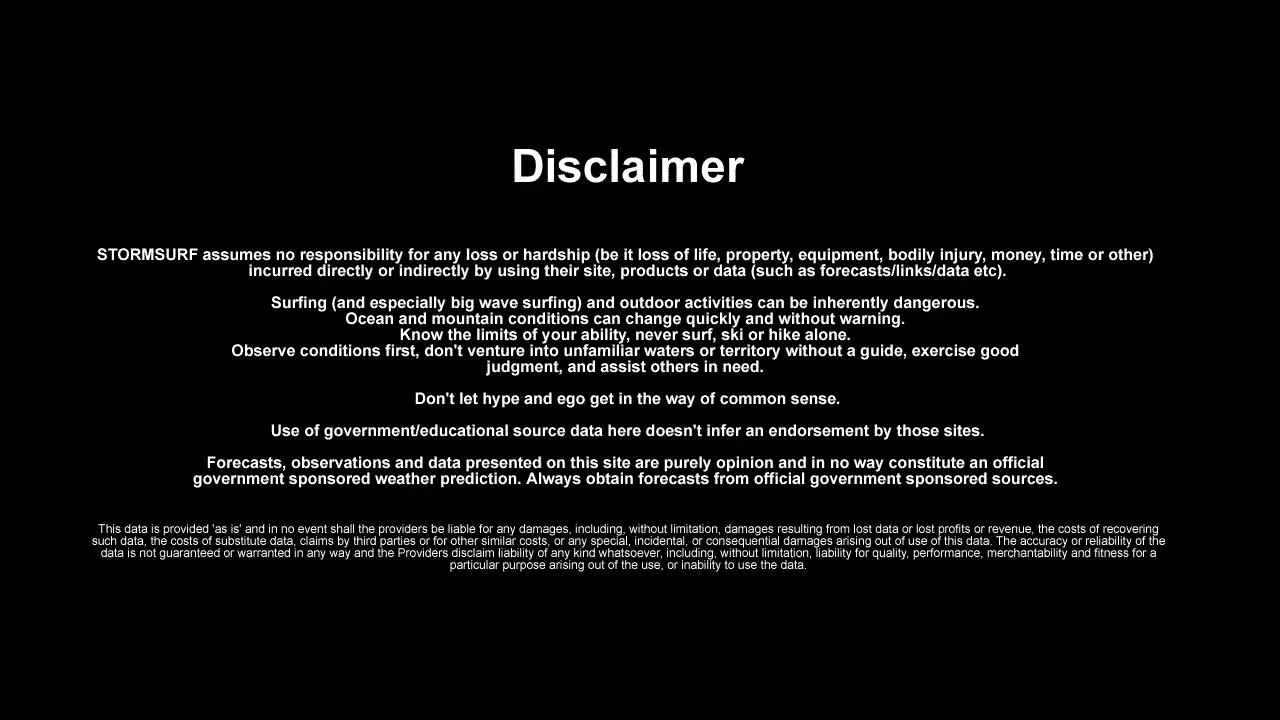 Disclaimer
STORMSURF assumes no responsibility for any loss or hardship (be it loss of life, property, equipment, bodily injury, money, time or other)
incurred directly or indirectly by using their site, products or data (such as forecasts/links/data etc).
Surfing (and especially big wave surfing) and outdoor activities can be inherently dangerous.
Ocean and mountain conditions can change quickly and without warning.
Know the limits of your ability, never surf, ski or hike alone.
Observe conditions first, don't venture into unfamiliar waters or territory without a guide, exercise good
judgment, and assist others in need.
Don't let hype and ego get in the way of common sense.
Use of government/educational source data here doesn't infer an endorsement by those sites.
Forecasts, observations and data presented on this site are purely opinion and in no way constitute an official
government sponsored weather prediction. Always obtain forecasts from official government sponsored sources.
This data is provided 'as is' and in no event shall the providers be liable for any damages, including, without limitation, damages resulting from lost data or lost profits or revenue, the costs of recovering
such data, the costs of substitute data, claims by third parties or for other similar costs, or any special, incidental, or consequential damages arising out of use of this data. The accuracy or reliability of the
data is not guaranteed or warranted in any way and the Providers disclaim liability of any kind whatsoever, including, without limitation, liability for quality, performance, merchantability and fitness for a
particular purpose arising out of the use, or inability to use the data.